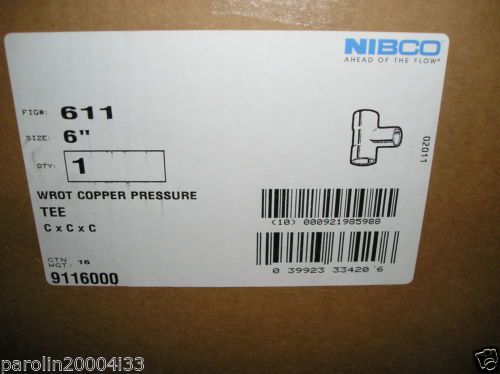 NIBCO
AHEAD OF THE FLOW®
FIG#: 611
SIZE: 6"
QTY: 1
WROT COPPER PRESSURE
TEE
C x C x C
02011
(10) 000921985988
0 39923 33420 6
CTN WGT: 16
9116000
parolin20004l33